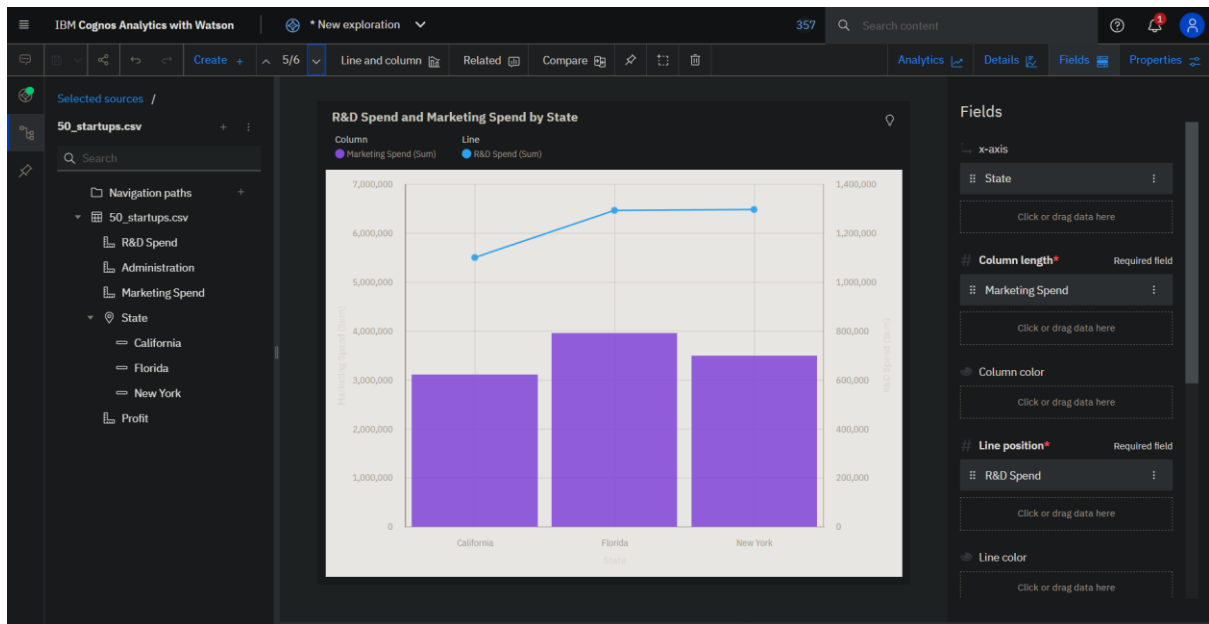 IBM Cognos Analytics with Watson
* New exploration
357
Search content
1
Create +
5/6
Line and column
Related
Compare
Analytics
Details
Fields
Properties
Selected sources /
50_startups.csv
Search
Navigation paths
50_startups.csv
R&D Spend
Administration
Marketing Spend
State
California
Florida
New York
Profit
R&D Spend and Marketing Spend by State
Column
Line
Marketing Spend (Sum)
R&D Spend (Sum)
7,000,000
6,000,000
5,000,000
4,000,000
3,000,000
2,000,000
1,000,000
0
Marketing Spend (Sum)
1,400,000
1,200,000
1,000,000
800,000
600,000
400,000
200,000
0
R&D Spend (Sum)
California
Florida
New York
State
Fields
x-axis
State
Click or drag data here
Column length* Required field
Marketing Spend
Click or drag data here
Column color
Click or drag data here
Line position* Required field
R&D Spend
Click or drag data here
Line color
Click or drag data here